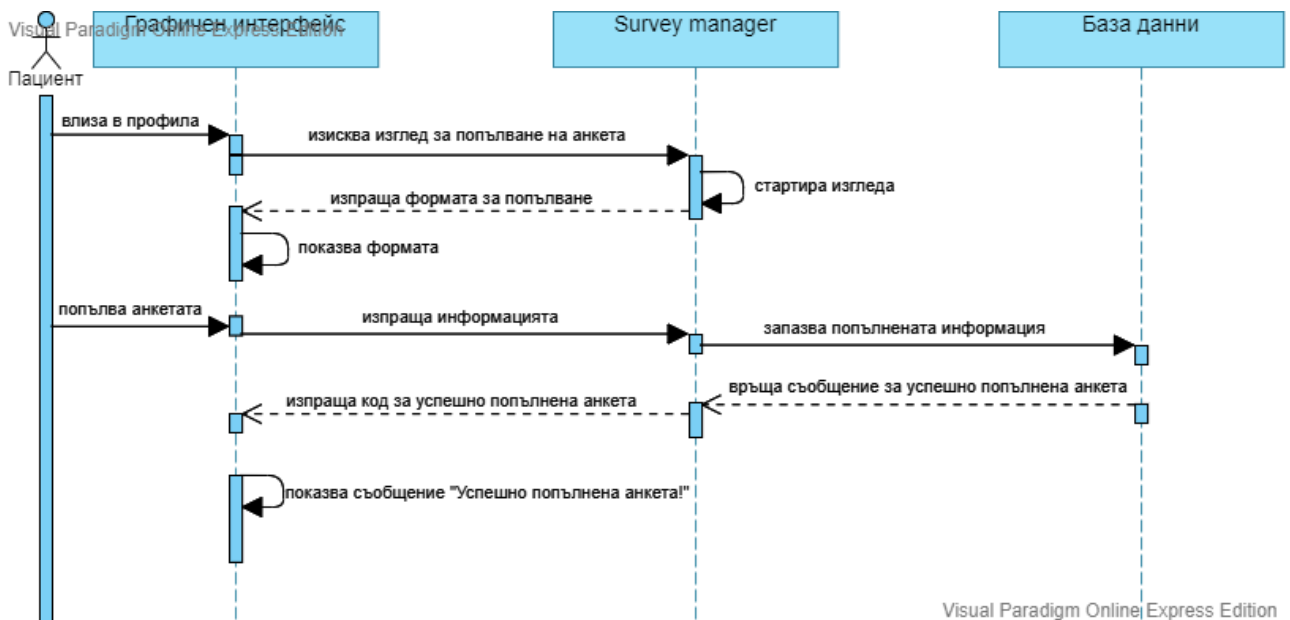 Visual Paradigm Online Express Edition
Графичен интерфейс
Survey manager
База данни
Пациент
влиза в профила
изисква изглед за попълване на анкета
стартира изгледа
изпраща формата за попълване
показва формата
попълва анкетата
изпраща информацията
запазва попълнената информация
връща съобщение за успешно попълнена анкета
изпраща код за успешно попълнена анкета
показва съобщение "Успешно попълнена анкета!"
Visual Paradigm Online Express Edition